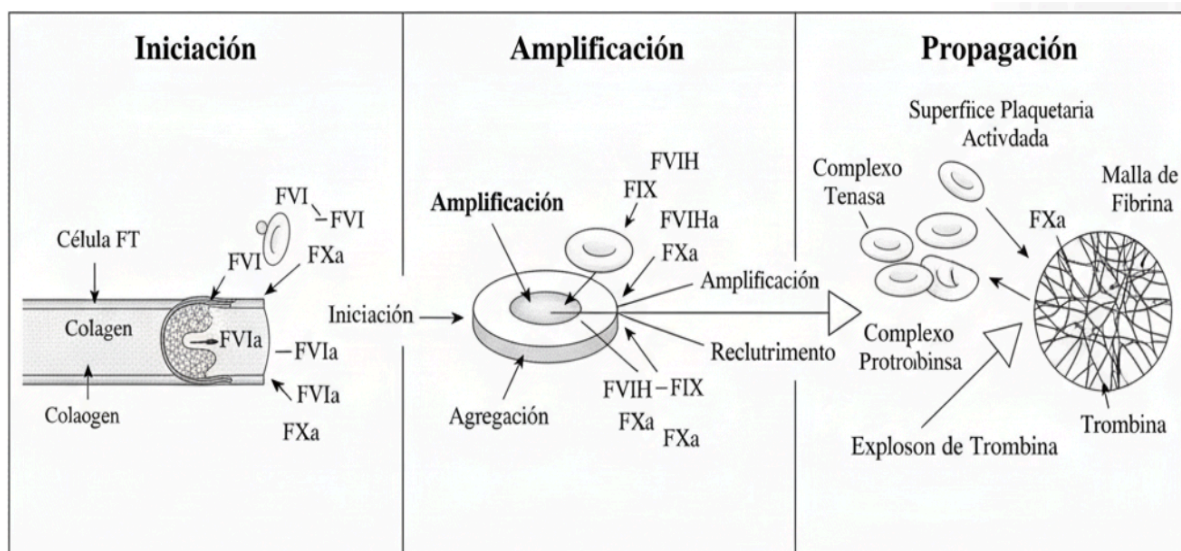 Iniciación
Célula FT
FVI
FVI
–FVI
FXa
Colagen
FVIa
–FVIa
FVIa
Colaogen
FXa
Amplificación
FVIH
FIX
Amplificación
FVIHa
FXa
Iniciación
Amplificación
Reclutrimento
FVIH–FIX
Agregación
FXa
FXa
Propagación
Superfiice Plaquetaria
Activdada
Complexo
Tenasa
Malla de
Fibrina
FXa
Complexo
Protrobinsa
Trombina
Exploson de Trombina